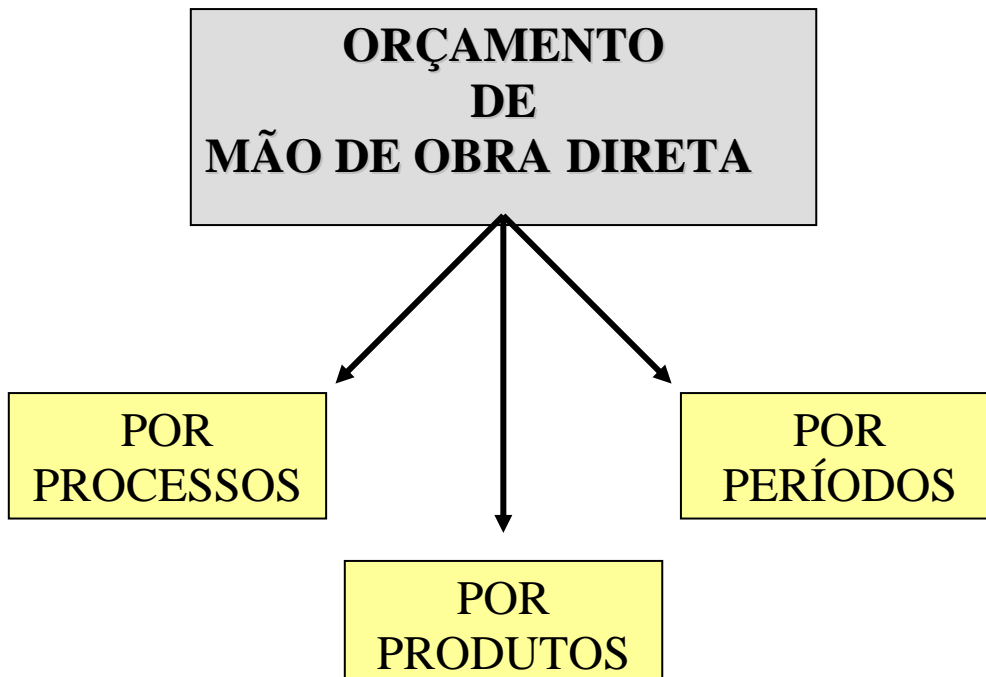 ORÇAMENTO
DE
MÃO DE OBRA DIRETA
POR
PROCESSOS
POR
PERÍODOS
POR
PRODUTOS